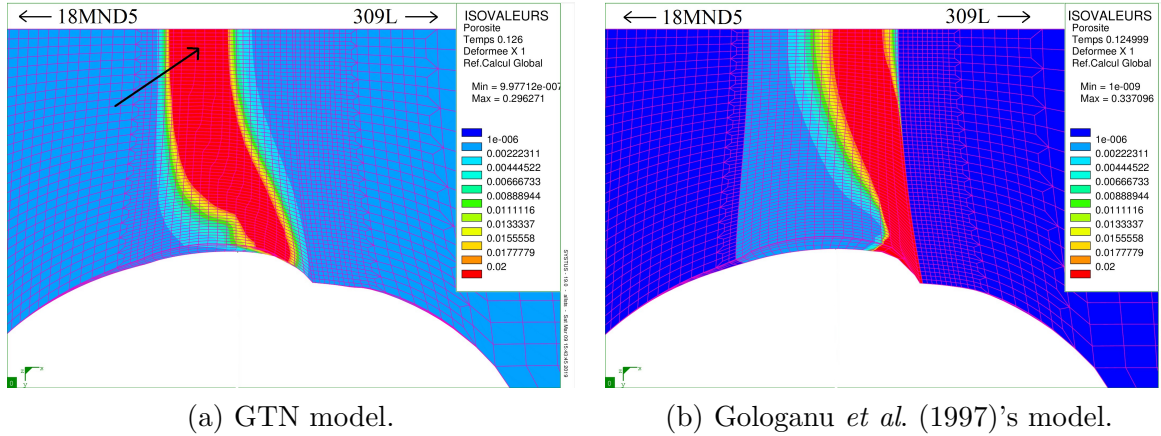 ← 18MND5
309L →
ISOVALEURS
Porosite
Temps 0.126
Deformee X 1
Ref.Calcul Global
Min = 9.97712e-007
Max = 0.296271
1e-006
0.00222311
0.00444522
0.00666733
0.00888944
0.0111116
0.0133337
0.0155558
0.0177779
0.02
z x
y
0
(a) GTN model.
← 18MND5
309L →
ISOVALEURS
Porosite
Temps 0.124999
Deformee X 1
Ref.Calcul Global
Min = 1e-009
Max = 0.337096
1e-006
0.00222311
0.00444522
0.00666733
0.00888944
0.0111116
0.0133337
0.0155558
0.0177779
0.02
z x
y
0
(b) Gologanu et al. (1997)'s model.